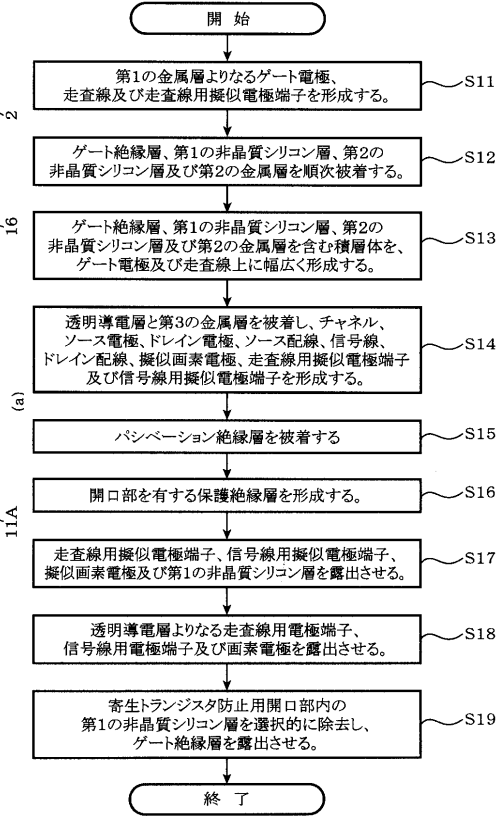 開 始
第1の金属層よりなるゲート電極、
走査線及び走査線用擬似電極端子を形成する。
S11
2
ゲート絶縁層、第1の非晶質シリコン層、第2の
非晶質シリコン層及び第2の金属層を順次被着する。
S12
16
ゲート絶縁層、第1の非晶質シリコン層、第2の
非晶質シリコン層及び第2の金属層を含む積層体を、
ゲート電極及び走査線上に幅広く形成する。
S13
透明導電層と第3の金属層を被着し、チャネル、
ソース電極、ドレイン電極、ソース配線、信号線、
ドレイン配線、擬似画素電極、走査線用擬似電極端子
及び信号線用擬似電極端子を形成する。
S14
(a)
パシベーション絶縁層を被着する
S15
開口部を有する保護絶縁層を形成する。
S16
11A
走査線用擬似電極端子、信号線用擬似電極端子、
擬似画素電極及び第1の非晶質シリコン層を露出させる。
S17
透明導電層よりなる走査線用電極端子、
信号線用電極端子及び画素電極を露出させる。
S18
寄生トランジスタ防止用開口部内の
第1の非晶質シリコン層を選択的に除去し、
ゲート絶縁層を露出させる。
S19
終 了